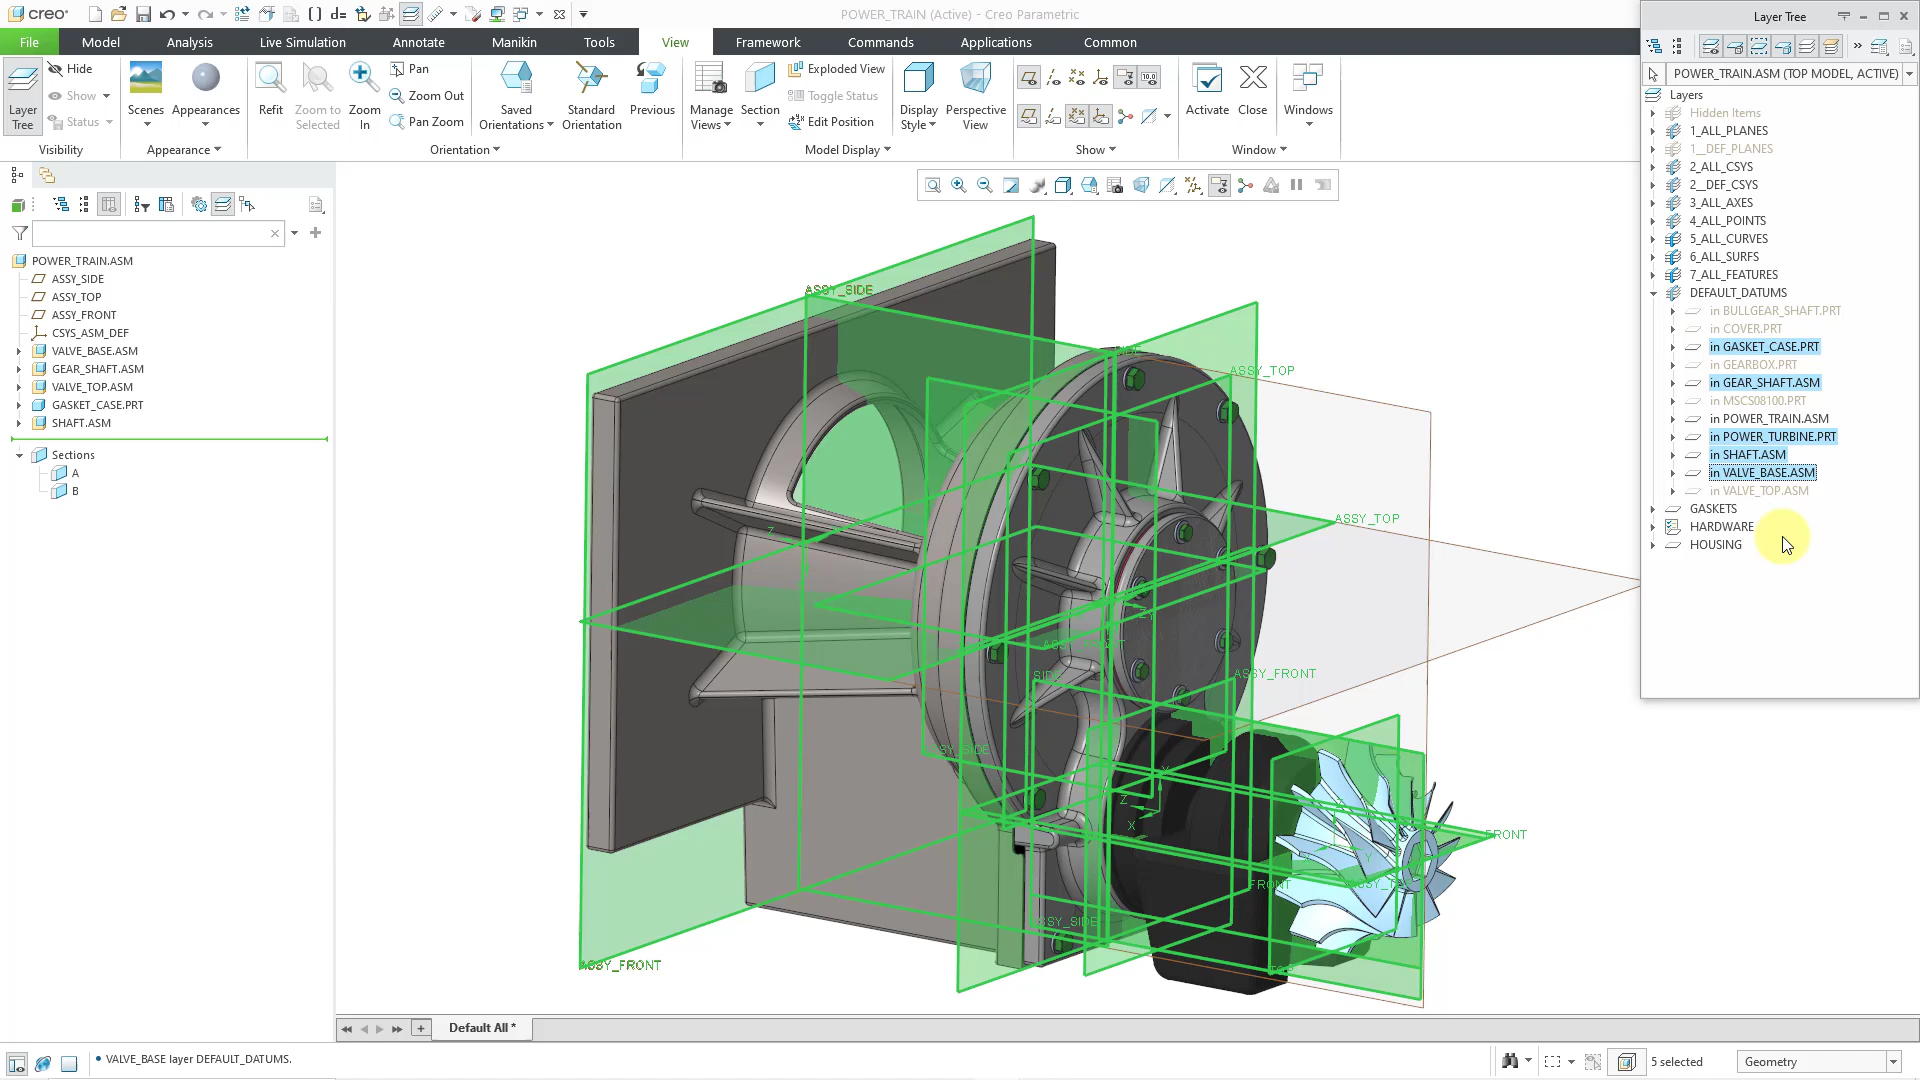 creo
POWER_TRAIN (Active) - Creo Parametric
Layer Tree
File
Model
Analysis
Live Simulation
Annotate
Manikin
Tools
View
Framework
Commands
Applications
Common
Layer Tree
Hide
Show
Status
Visibility
Scenes
Appearances
Appearance
Refit
Zoom to Selected
Zoom In
Pan
Zoom Out
Pan Zoom
Saved Orientations
Standard Orientation
Previous
Orientation
Manage Views
Section
Exploded View
Toggle Status
Edit Position
Model Display
Display Style
Perspective View
Show
Activate
Close
Windows
Window
POWER_TRAIN.ASM
ASSY_SIDE
ASSY_TOP
ASSY_FRONT
CSYS_ASM_DEF
VALVE_BASE.ASM
GEAR_SHAFT.ASM
VALVE_TOP.ASM
GASKET_CASE.PRT
SHAFT.ASM
Sections
A
B
ASSY_SIDE
ASSY_TOP
ASSY_TOP
ASSY_FRONT
SIDE
FRONT
FRONT
ASSY_FRONT
Z
X
POWER_TRAIN.ASM (TOP MODEL, ACTIVE)
Layers
Hidden Items
1_ALL_PLANES
1__DEF_PLANES
2_ALL_CSYS
2__DEF_CSYS
3_ALL_AXES
4_ALL_POINTS
5_ALL_CURVES
6_ALL_SURFS
7_ALL_FEATURES
DEFAULT_DATUMS
in BULLGEAR_SHAFT.PRT
in COVER.PRT
in GASKET_CASE.PRT
in GEARBOX.PRT
in GEAR_SHAFT.ASM
in MSCS08100.PRT
in POWER_TRAIN.ASM
in POWER_TURBINE.PRT
in SHAFT.ASM
in VALVE_BASE.ASM
in VALVE_TOP.ASM
GASKETS
HARDWARE
HOUSING
Default All *
VALVE_BASE layer DEFAULT_DATUMS.
5 selected
Geometry